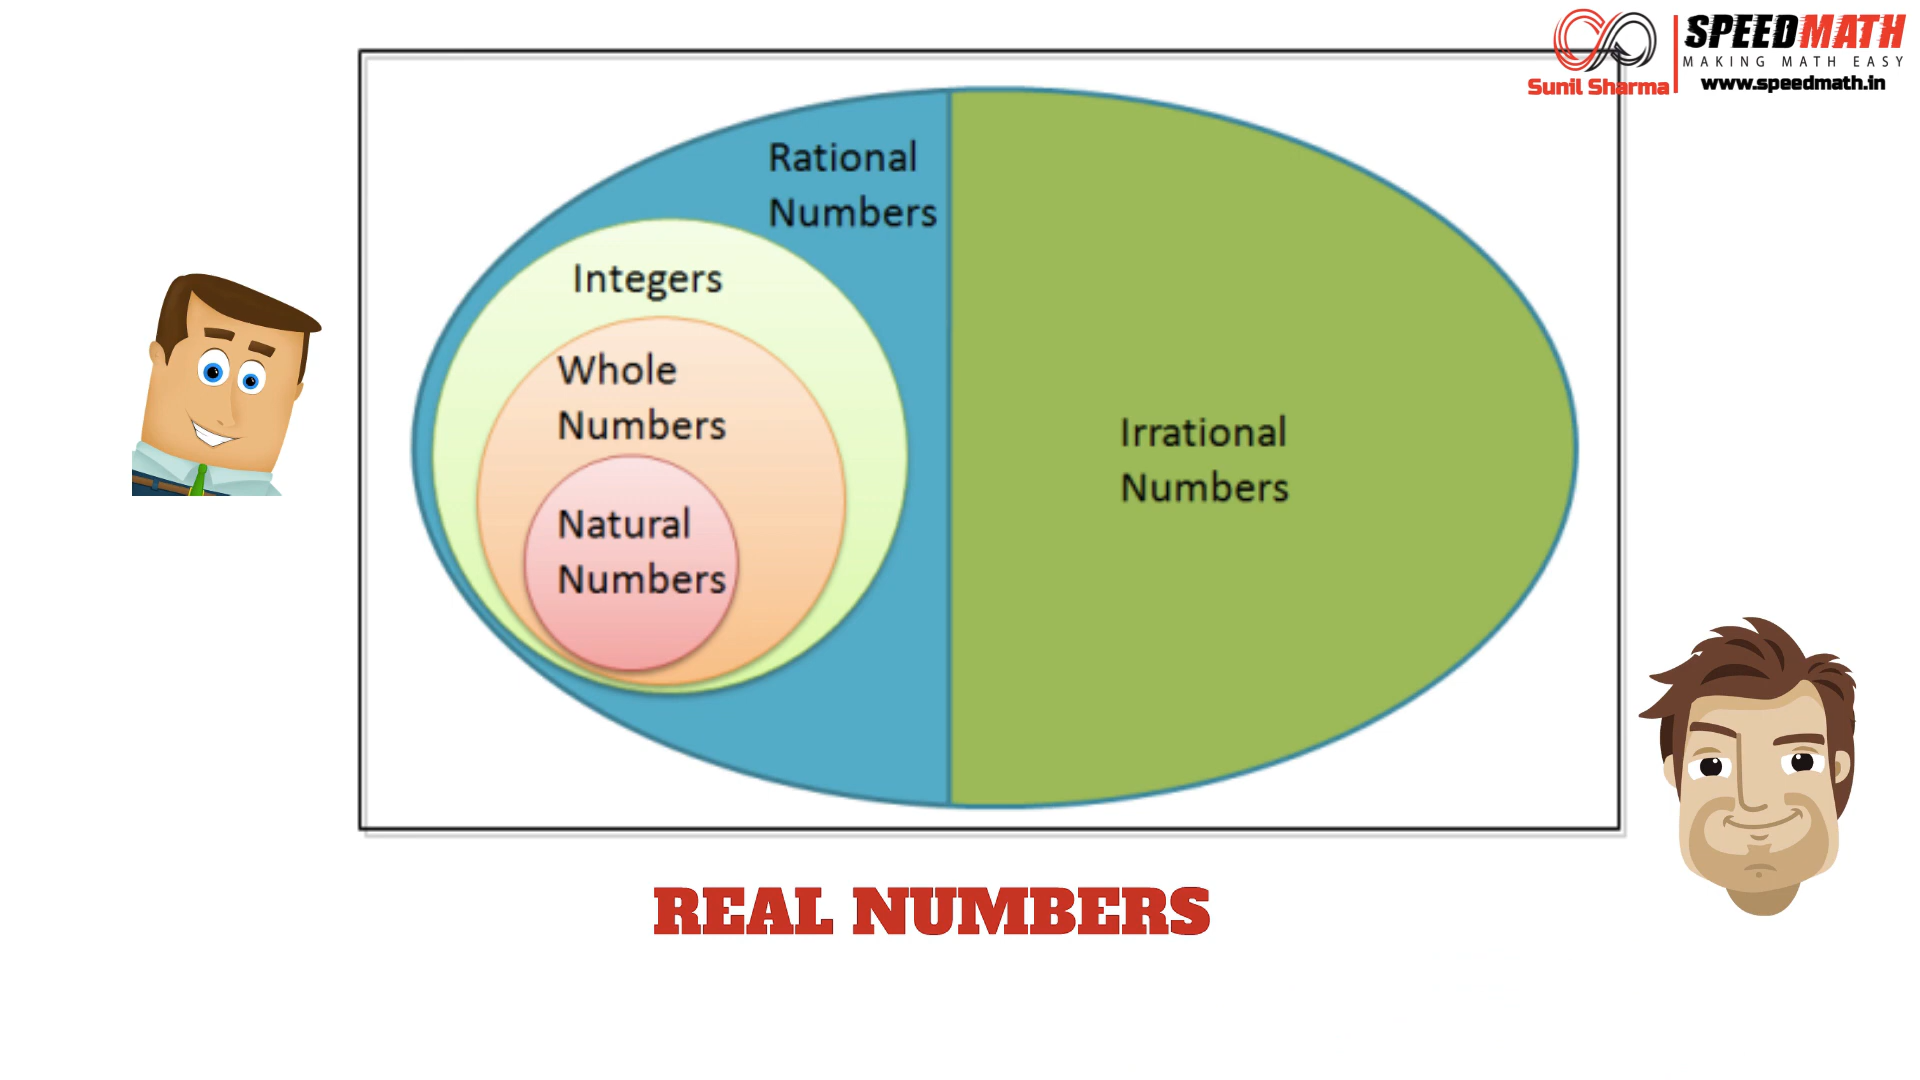 SPEEDMATH
MAKING MATH EASY
Sunil Sharma
www.speedmath.in
Rational
Numbers
Integers
Whole
Numbers
Natural
Numbers
Irrational
Numbers
REAL NUMBERS